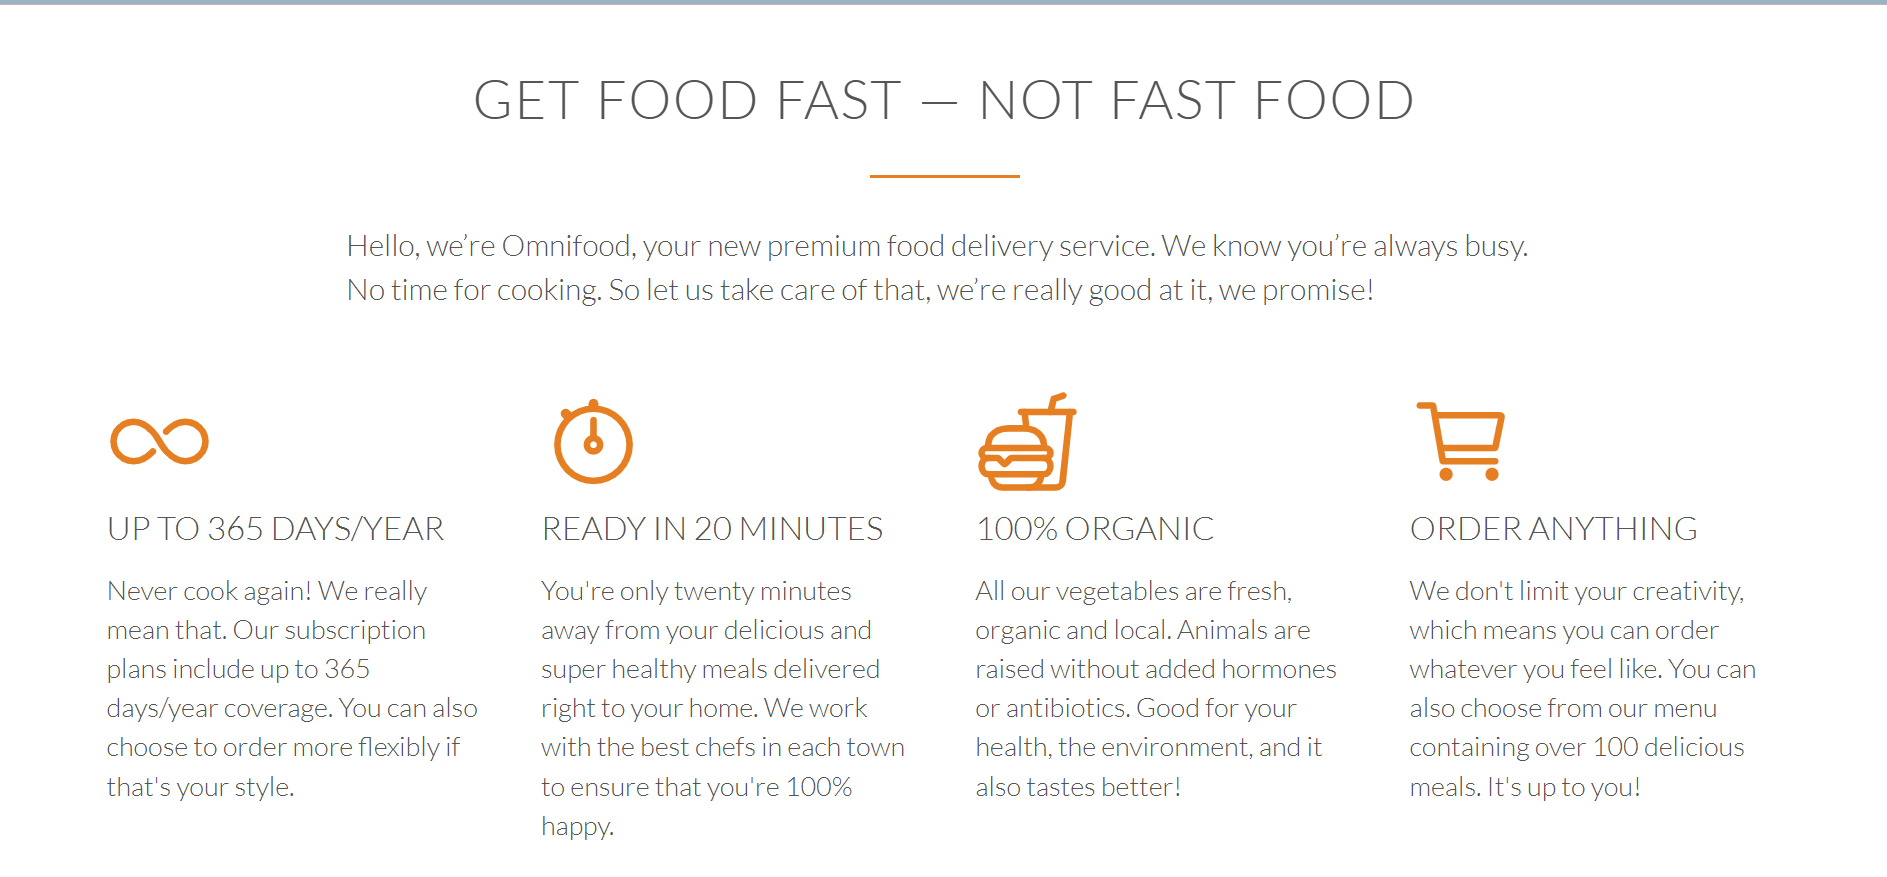 GET FOOD FAST — NOT FAST FOOD
Hello, we’re Omnifood, your new premium food delivery service. We know you’re always busy.
No time for cooking. So let us take care of that, we’re really good at it, we promise!
UP TO 365 DAYS/YEAR
Never cook again! We really
mean that. Our subscription
plans include up to 365
days/year coverage. You can also
choose to order more flexibly if
that's your style.
READY IN 20 MINUTES
You're only twenty minutes
away from your delicious and
super healthy meals delivered
right to your home. We work
with the best chefs in each town
to ensure that you're 100%
happy.
100% ORGANIC
All our vegetables are fresh,
organic and local. Animals are
raised without added hormones
or antibiotics. Good for your
health, the environment, and it
also tastes better!
ORDER ANYTHING
We don't limit your creativity,
which means you can order
whatever you feel like. You can
also choose from our menu
containing over 100 delicious
meals. It's up to you!